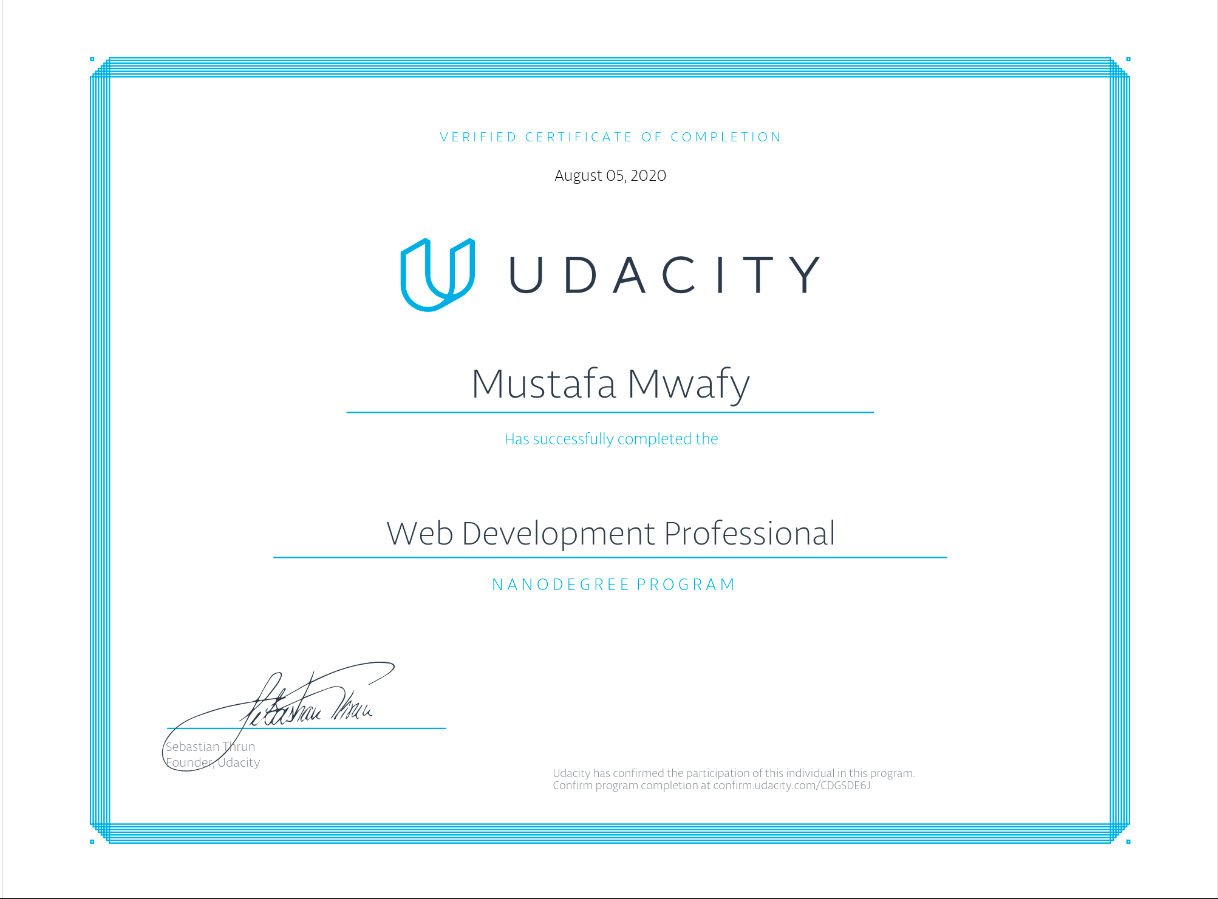 VERIFIED CERTIFICATE OF COMPLETION
August 05, 2020
UDACITY
Mustafa Mwafy
Has successfully completed the
Web Development Professional
NANODEGREE PROGRAM
Sebastian Thrun
Sebastian Thrun
Founder, Udacity
Udacity has confirmed the participation of this individual in this program.
Confirm program completion at confirm.udacity.com/CDGSDE6J